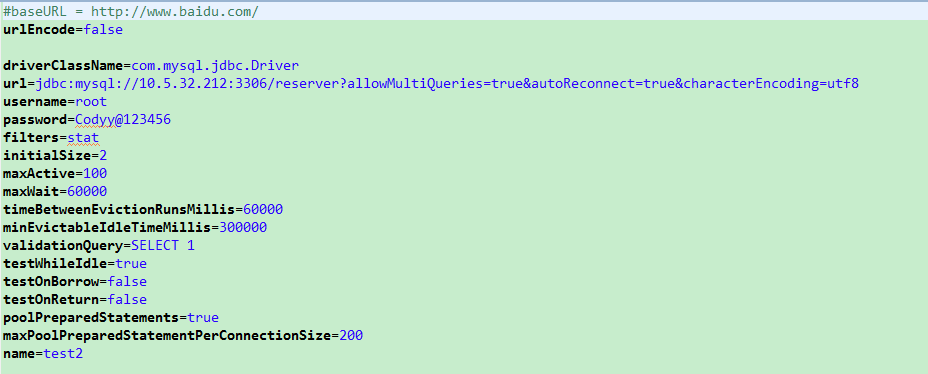 #baseURL = http://www.baidu.com/
urlEncode=false
driverClassName=com.mysql.jdbc.Driver
url=jdbc:mysql://10.5.32.212:3306/reserver?allowMultiQueries=true&autoReconnect=true&characterEncoding=utf8
username=root
password=Codyy@123456
filters=stat
initialSize=2
maxActive=100
maxWait=60000
timeBetweenEvictionRunsMillis=60000
minEvictableIdleTimeMillis=300000
validationQuery=SELECT 1
testWhileIdle=true
testOnBorrow=false
testOnReturn=false
poolPreparedStatements=true
maxPoolPreparedStatementPerConnectionSize=200
name=test2